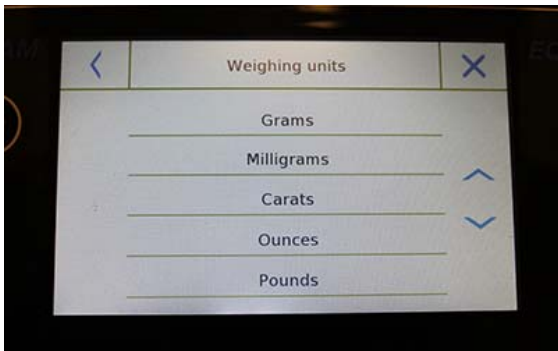 Weighing units
Grams
Milligrams
Carats
Ounces
Pounds